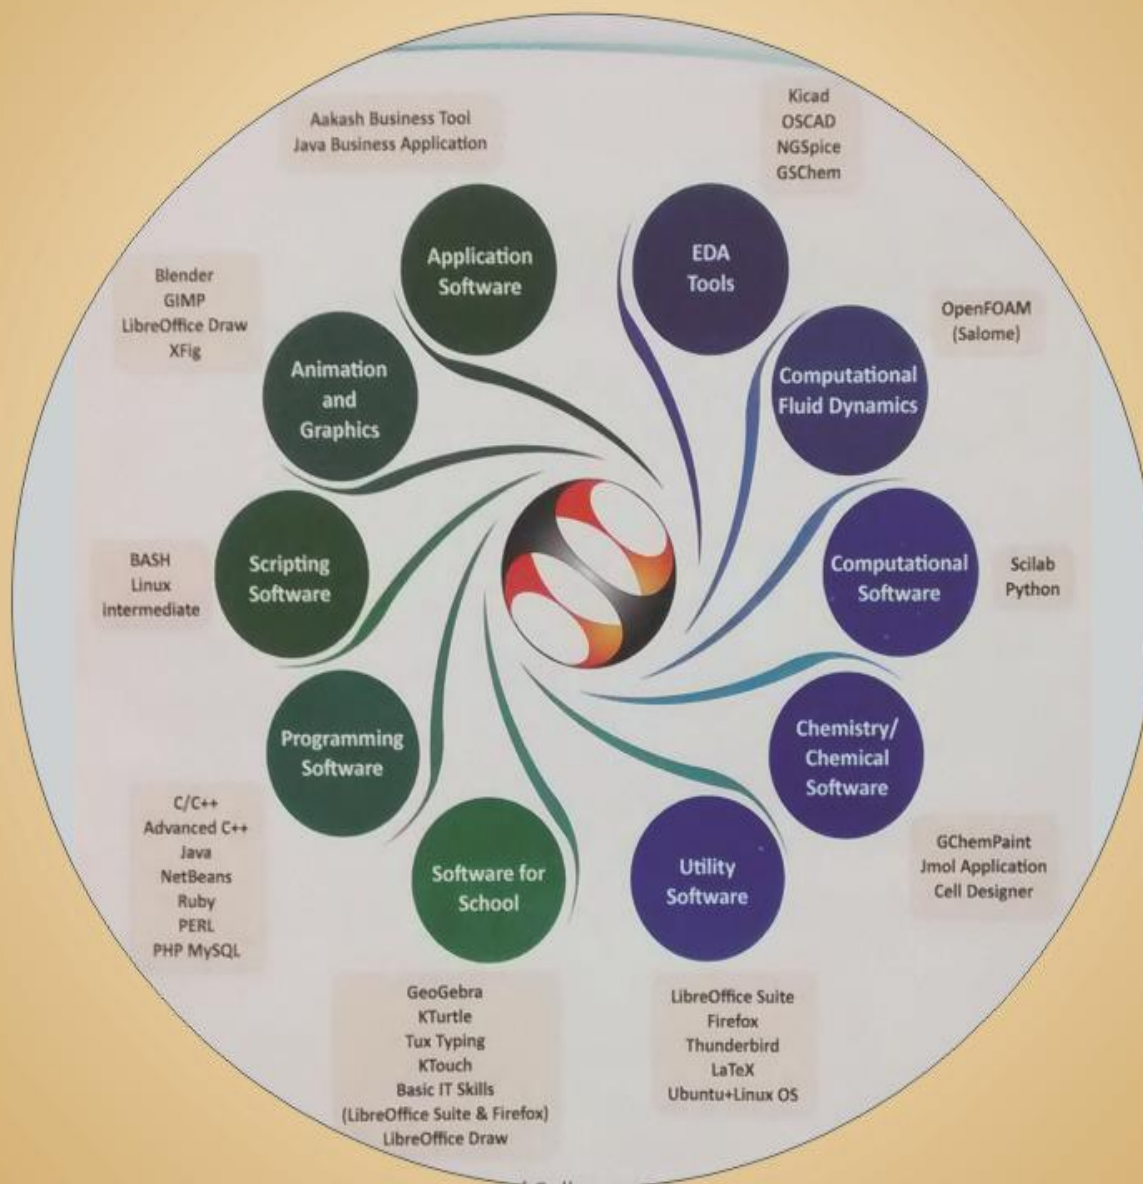 Aakash Business Tool
Java Business Application
Kicad
OSCAD
NGSpice
GSChem
Application
Software
EDA
Tools
Blender
GIMP
LibreOffice Draw
XFig
Animation
and
Graphics
Computational
Fluid Dynamics
OpenFOAM
(Salome)
BASH
Linux
intermediate
Scripting
Software
Computational
Software
Scilab
Python
Programming
Software
Chemistry/
Chemical
Software
C/C++
Advanced C++
Java
NetBeans
Ruby
PERL
PHP MySQL
Software for
School
Utility
Software
GChemPaint
Jmol Application
Cell Designer
GeoGebra
KTurtle
Tux Typing
KTouch
Basic IT Skills
(LibreOffice Suite & Firefox)
LibreOffice Draw
LibreOffice Suite
Firefox
Thunderbird
LaTeX
Ubuntu+Linux OS